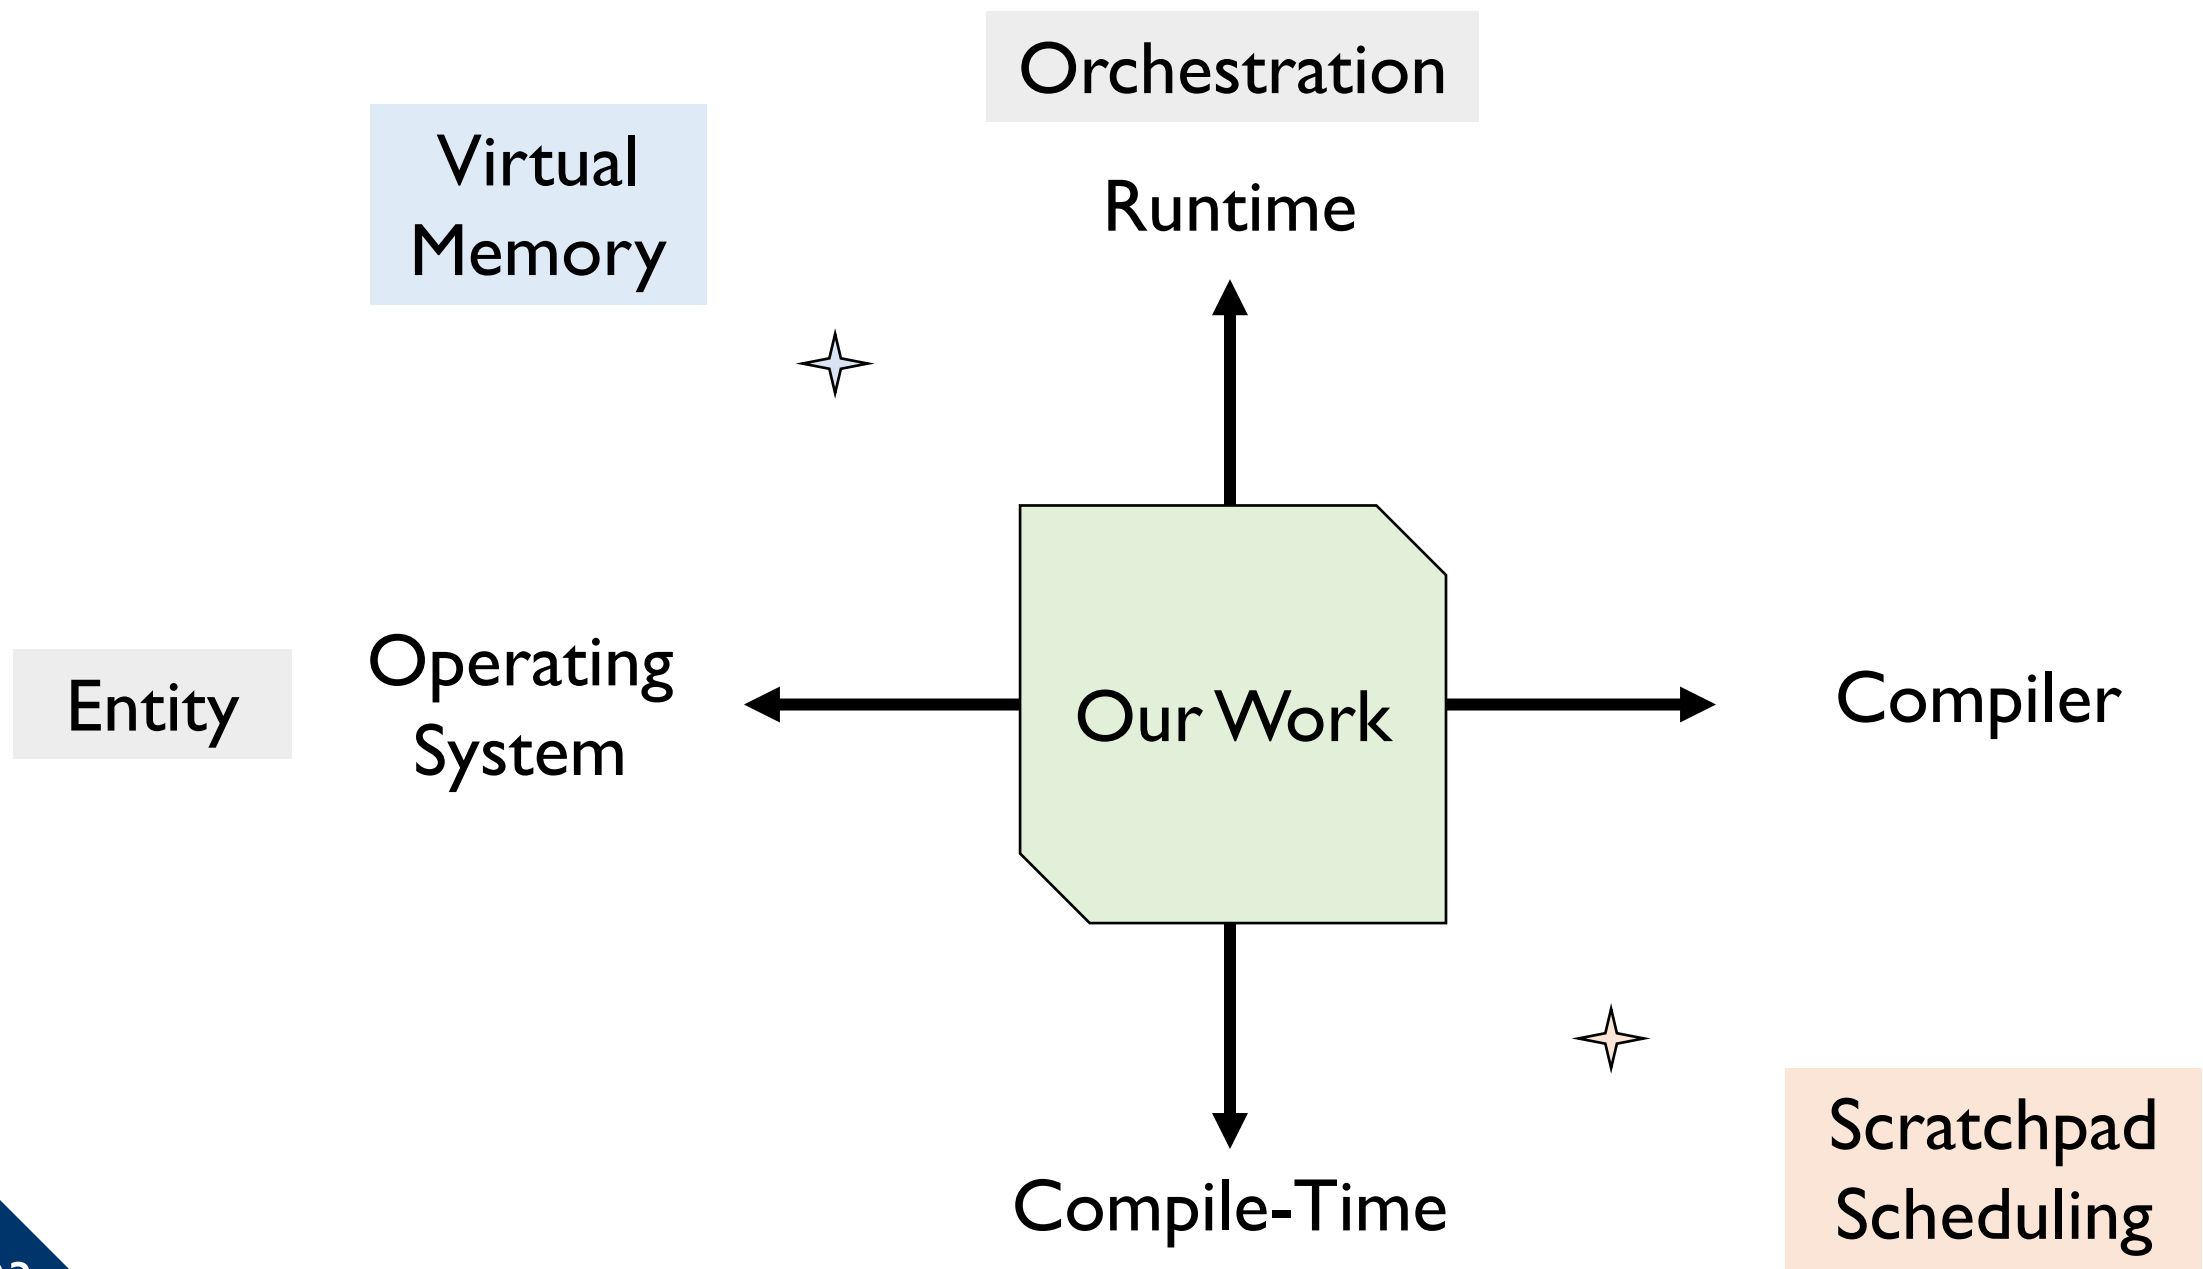 Orchestration
Virtual
Memory
Runtime
Entity
Operating
System
Our Work
Compiler
Compile-Time
Scratchpad
Scheduling